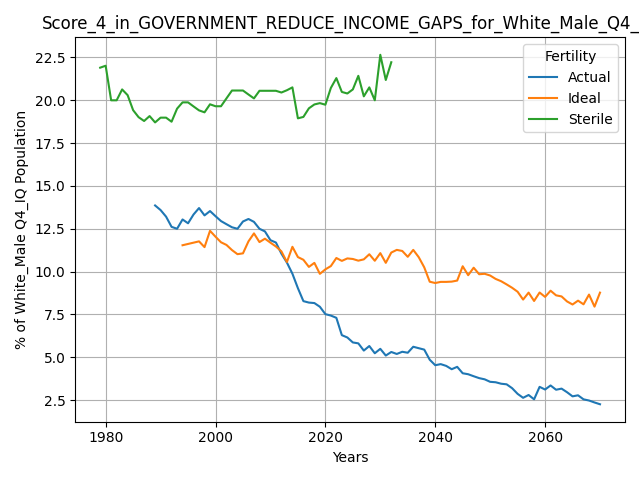 Score_4_in_GOVERNMENT_REDUCE_INCOME_GAPS_for_White_Male_Q4_
Fertility
Actual
Ideal
Sterile
% of White_Male Q4_IQ Population
22.5
20.0
17.5
15.0
12.5
10.0
7.5
5.0
2.5
1980 2000 2020 2040 2060
Years